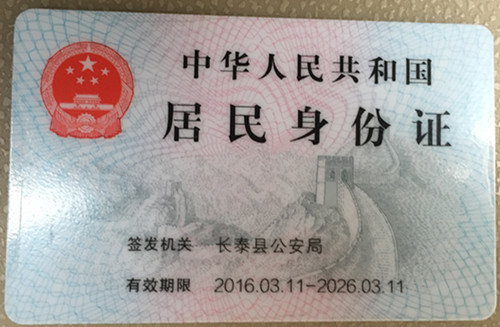 中华人民共和国
居民身份证
签发机关 长泰县公安局
有效期限 2016.03.11-2026.03.11